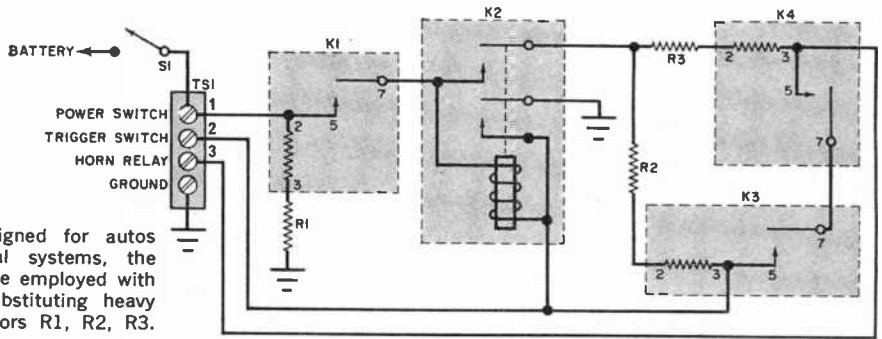 K1
K2
K4
BATTERY
S1
TS1
POWER SWITCH
1
TRIGGER SWITCH
2
HORN RELAY
3
GROUND
2
5
7
3
R1
R3
2
3
5
7
R2
K3
2
3
5
7
igned for autos
al systems, the
e employed with
bstituting heavy
ors R1, R2, R3.